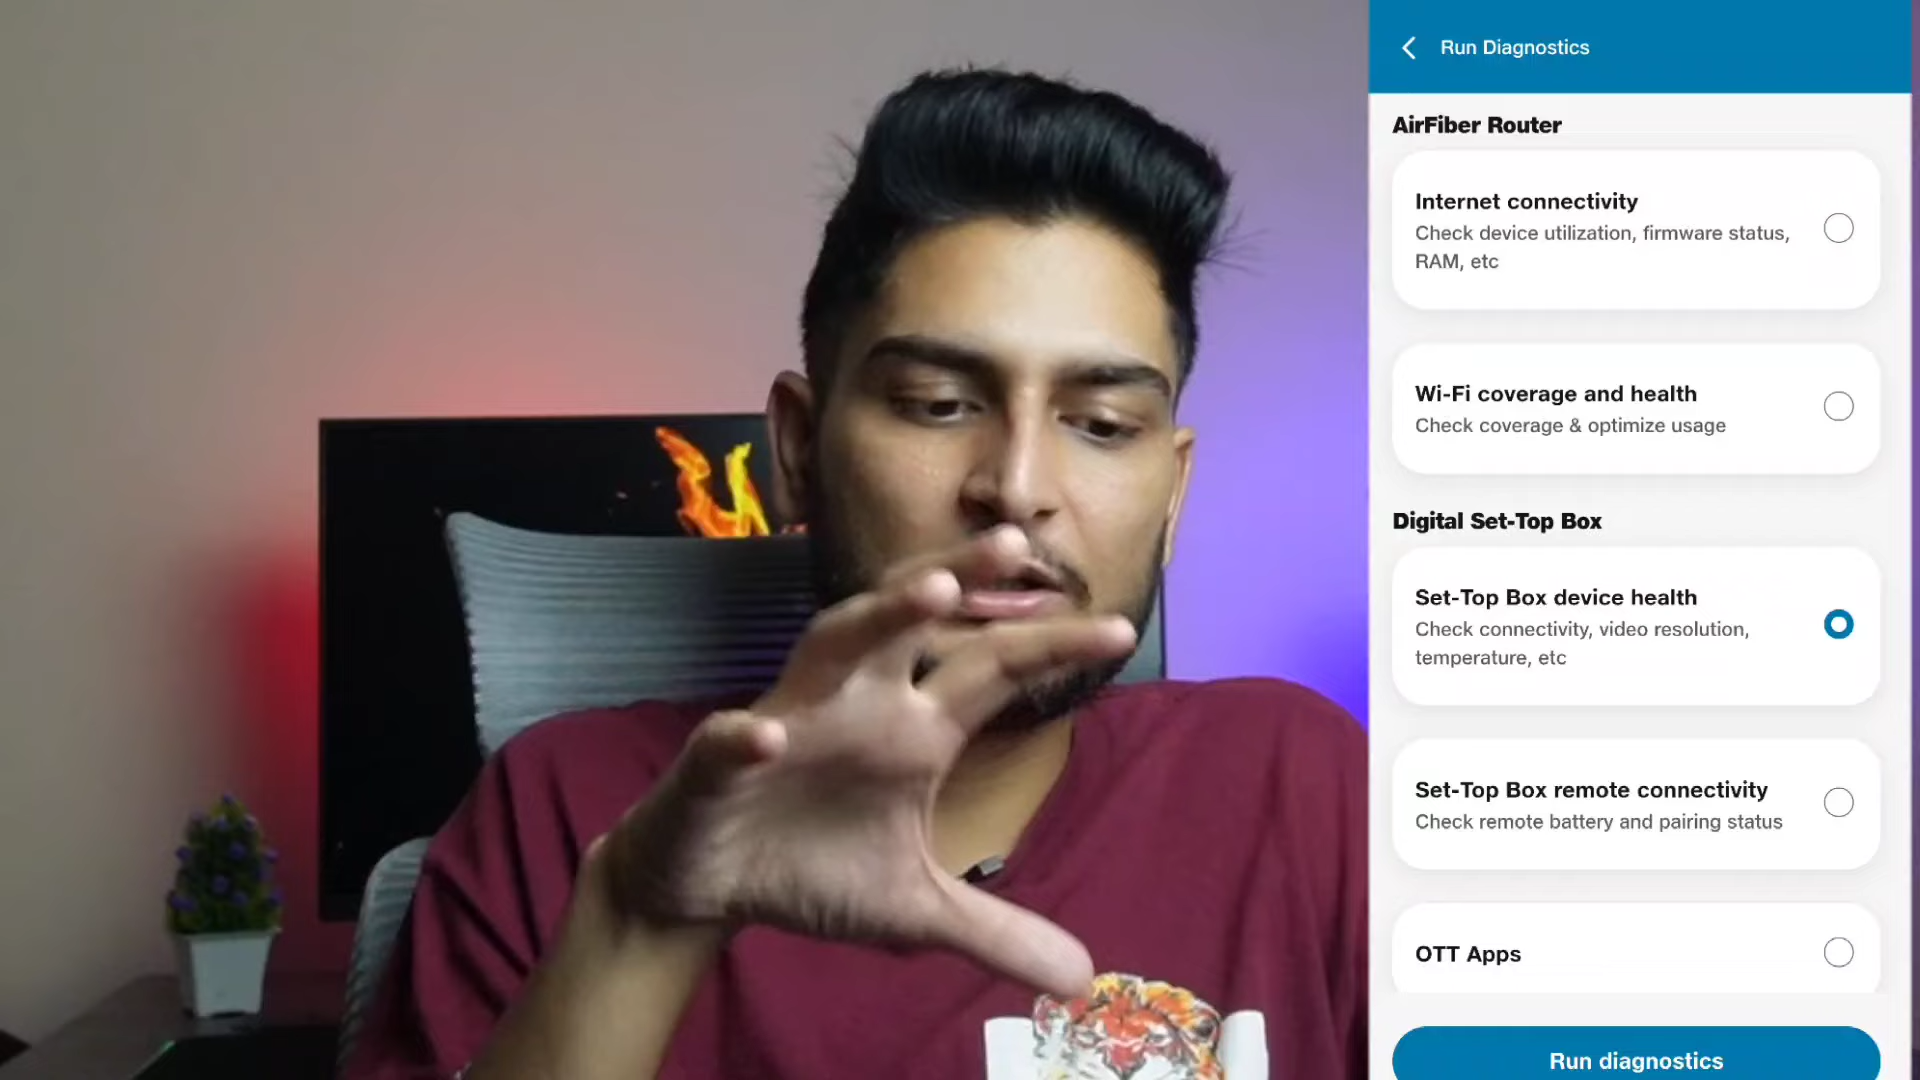 Run Diagnostics
AirFiber Router
Internet connectivity
Check device utilization, firmware status,
RAM, etc
Wi-Fi coverage and health
Check coverage & optimize usage
Digital Set-Top Box
Set-Top Box device health
Check connectivity, video resolution,
temperature, etc
Set-Top Box remote connectivity
Check remote battery and pairing status
OTT Apps
Run diagnostics